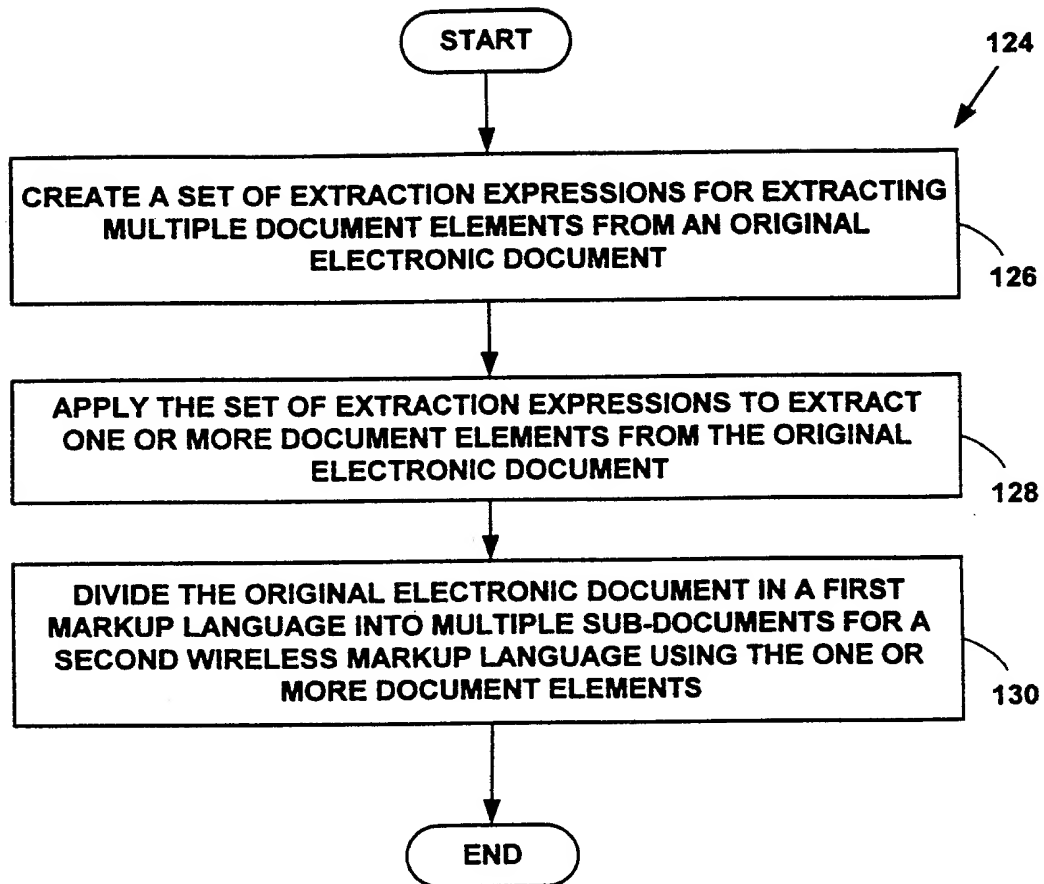 START
124
CREATE A SET OF EXTRACTION EXPRESSIONS FOR EXTRACTING
MULTIPLE DOCUMENT ELEMENTS FROM AN ORIGINAL
ELECTRONIC DOCUMENT
126
APPLY THE SET OF EXTRACTION EXPRESSIONS TO EXTRACT
ONE OR MORE DOCUMENT ELEMENTS FROM THE ORIGINAL
ELECTRONIC DOCUMENT
128
DIVIDE THE ORIGINAL ELECTRONIC DOCUMENT IN A FIRST
MARKUP LANGUAGE INTO MULTIPLE SUB-DOCUMENTS FOR A
SECOND WIRELESS MARKUP LANGUAGE USING THE ONE OR
MORE DOCUMENT ELEMENTS
130
END